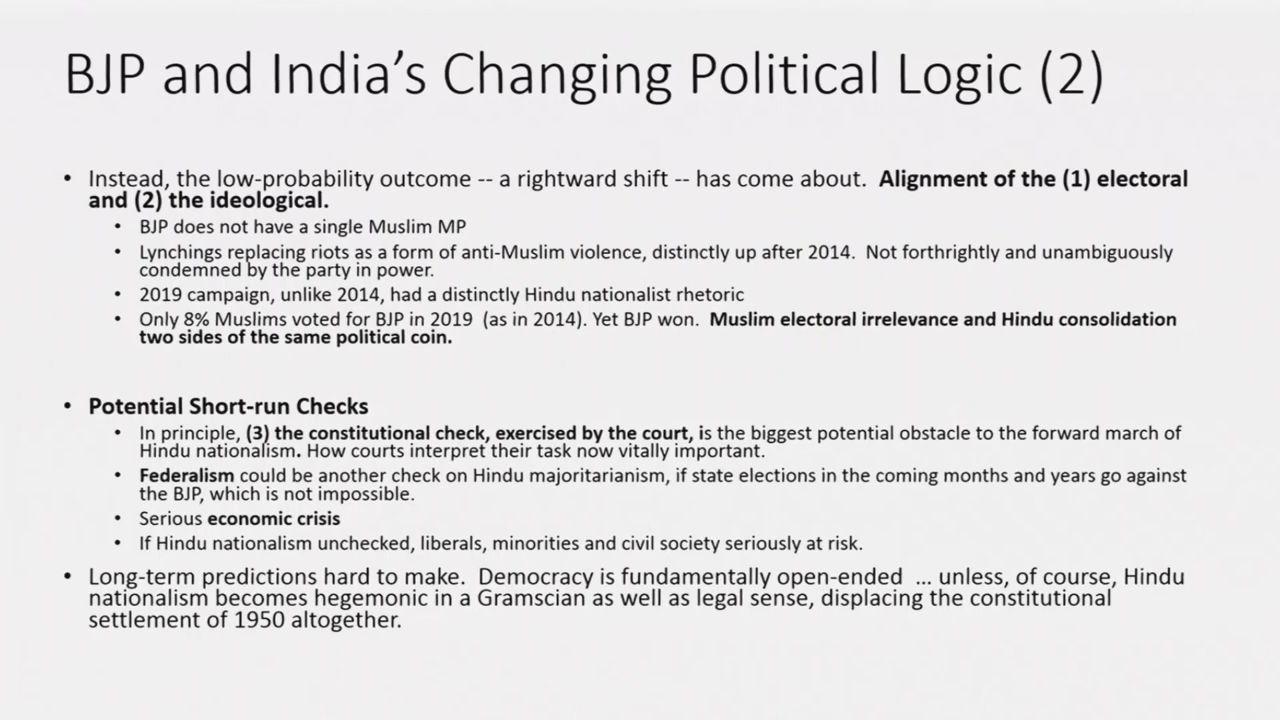 BJP and India's Changing Political Logic (2)
• Instead, the low-probability outcome -- a rightward shift -- has come about.  Alignment of the (1) electoral
and (2) the ideological.
• BJP does not have a single Muslim MP
• Lynchings replacing riots as a form of anti-Muslim violence, distinctly up after 2014.  Not forthrightly and unambiguously
condemned by the party in power.
• 2019 campaign, unlike 2014, had a distinctly Hindu nationalist rhetoric
• Only 8% Muslims voted for BJP in 2019  (as in 2014). Yet BJP won.  Muslim electoral irrelevance and Hindu consolidation
two sides of the same political coin.
• Potential Short-run Checks
• In principle, (3) the constitutional check, exercised by the court, is the biggest potential obstacle to the forward march of
Hindu nationalism. How courts interpret their task now vitally important.
• Federalism could be another check on Hindu majoritarianism, if state elections in the coming months and years go against
the BJP, which is not impossible.
• Serious economic crisis
• If Hindu nationalism unchecked, liberals, minorities and civil society seriously at risk.
• Long-term predictions hard to make.  Democracy is fundamentally open-ended  ... unless, of course, Hindu
nationalism becomes hegemonic in a Gramscian as well as legal sense, displacing the constitutional
settlement of 1950 altogether.